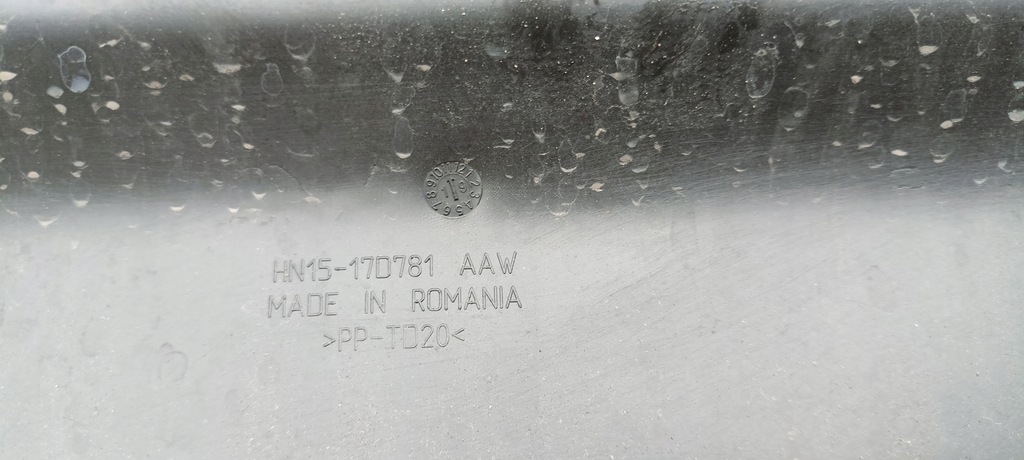 HN15-17D781 AAW
MADE IN ROMANIA
>PP-TD20<